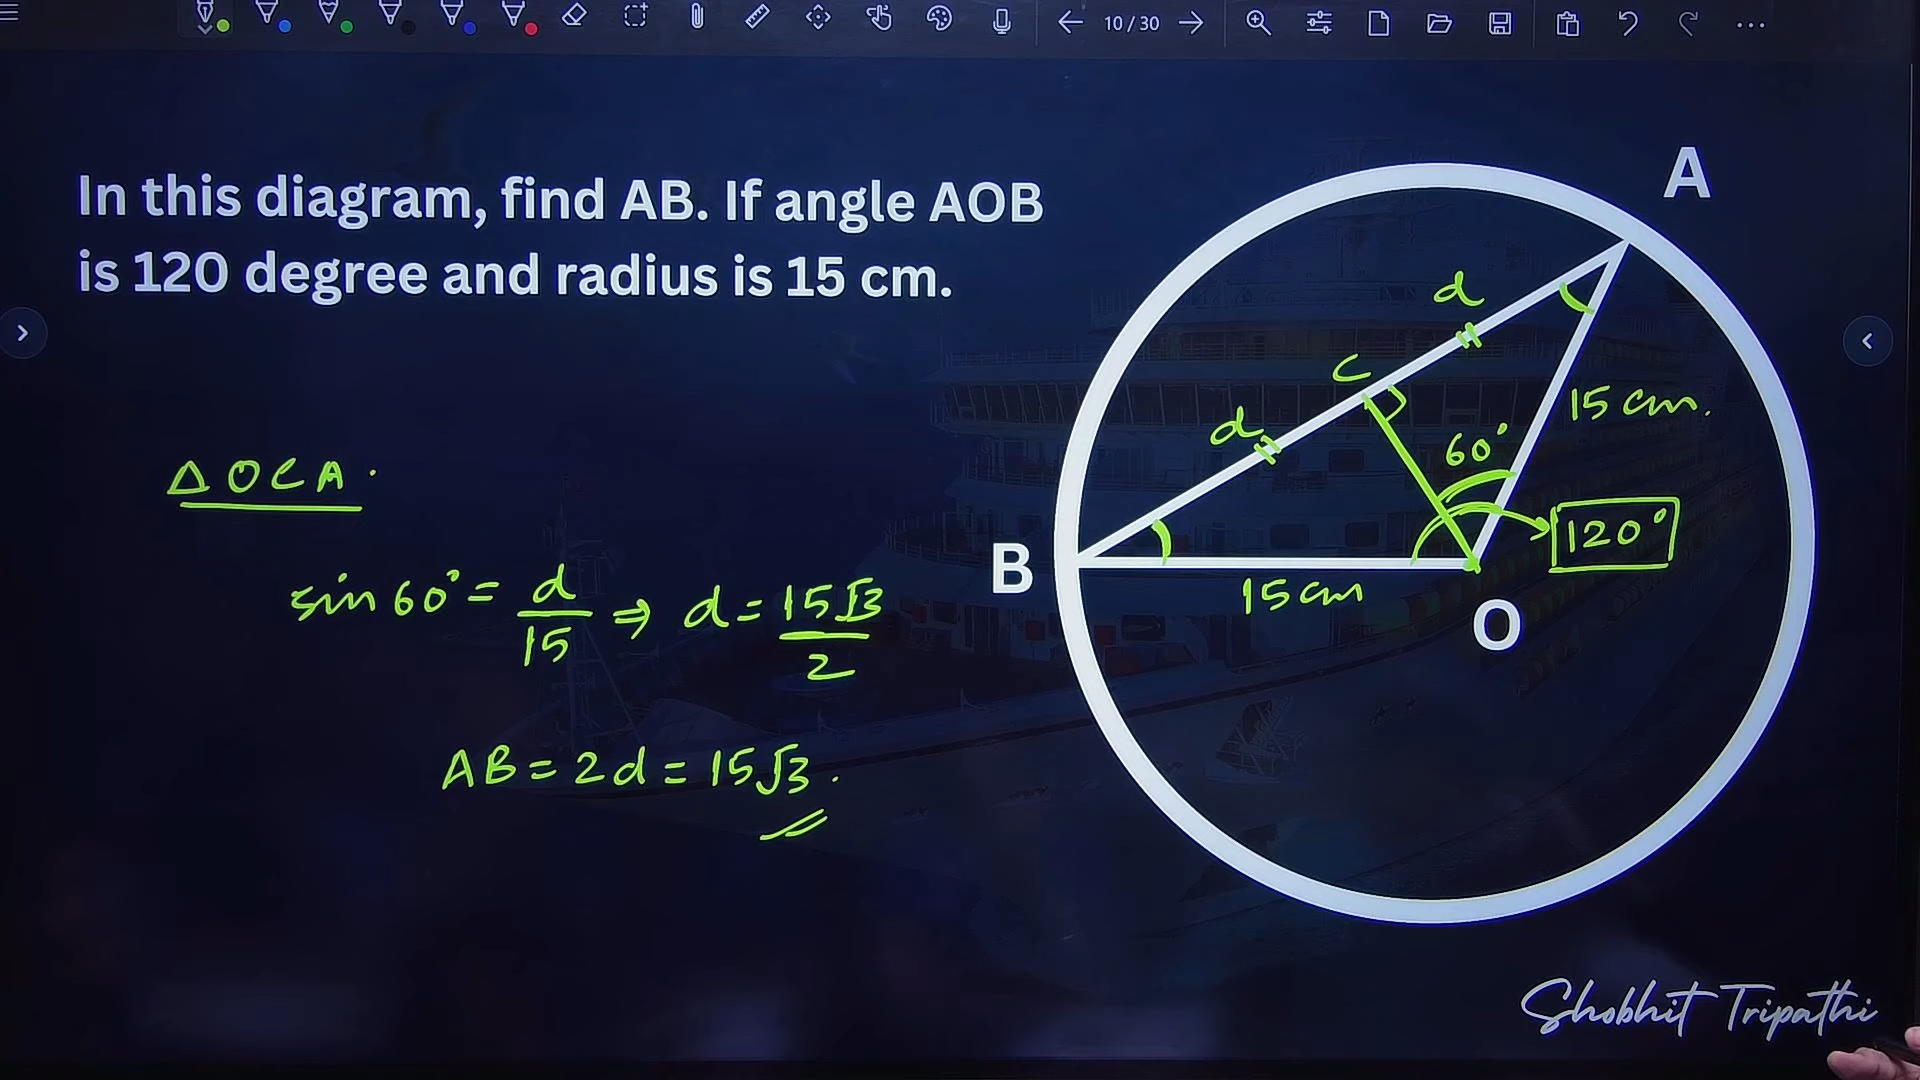 10 / 30
In this diagram, find AB. If angle AOB
is 120 degree and radius is 15 cm.
A
d
C
d
15 cm.
60°
120°
B
15 cm
O
△ OCA.
sin 60° = d/15 ⇒ d = 15√3/2
AB = 2d = 15√3.
Shobhit Tripathi